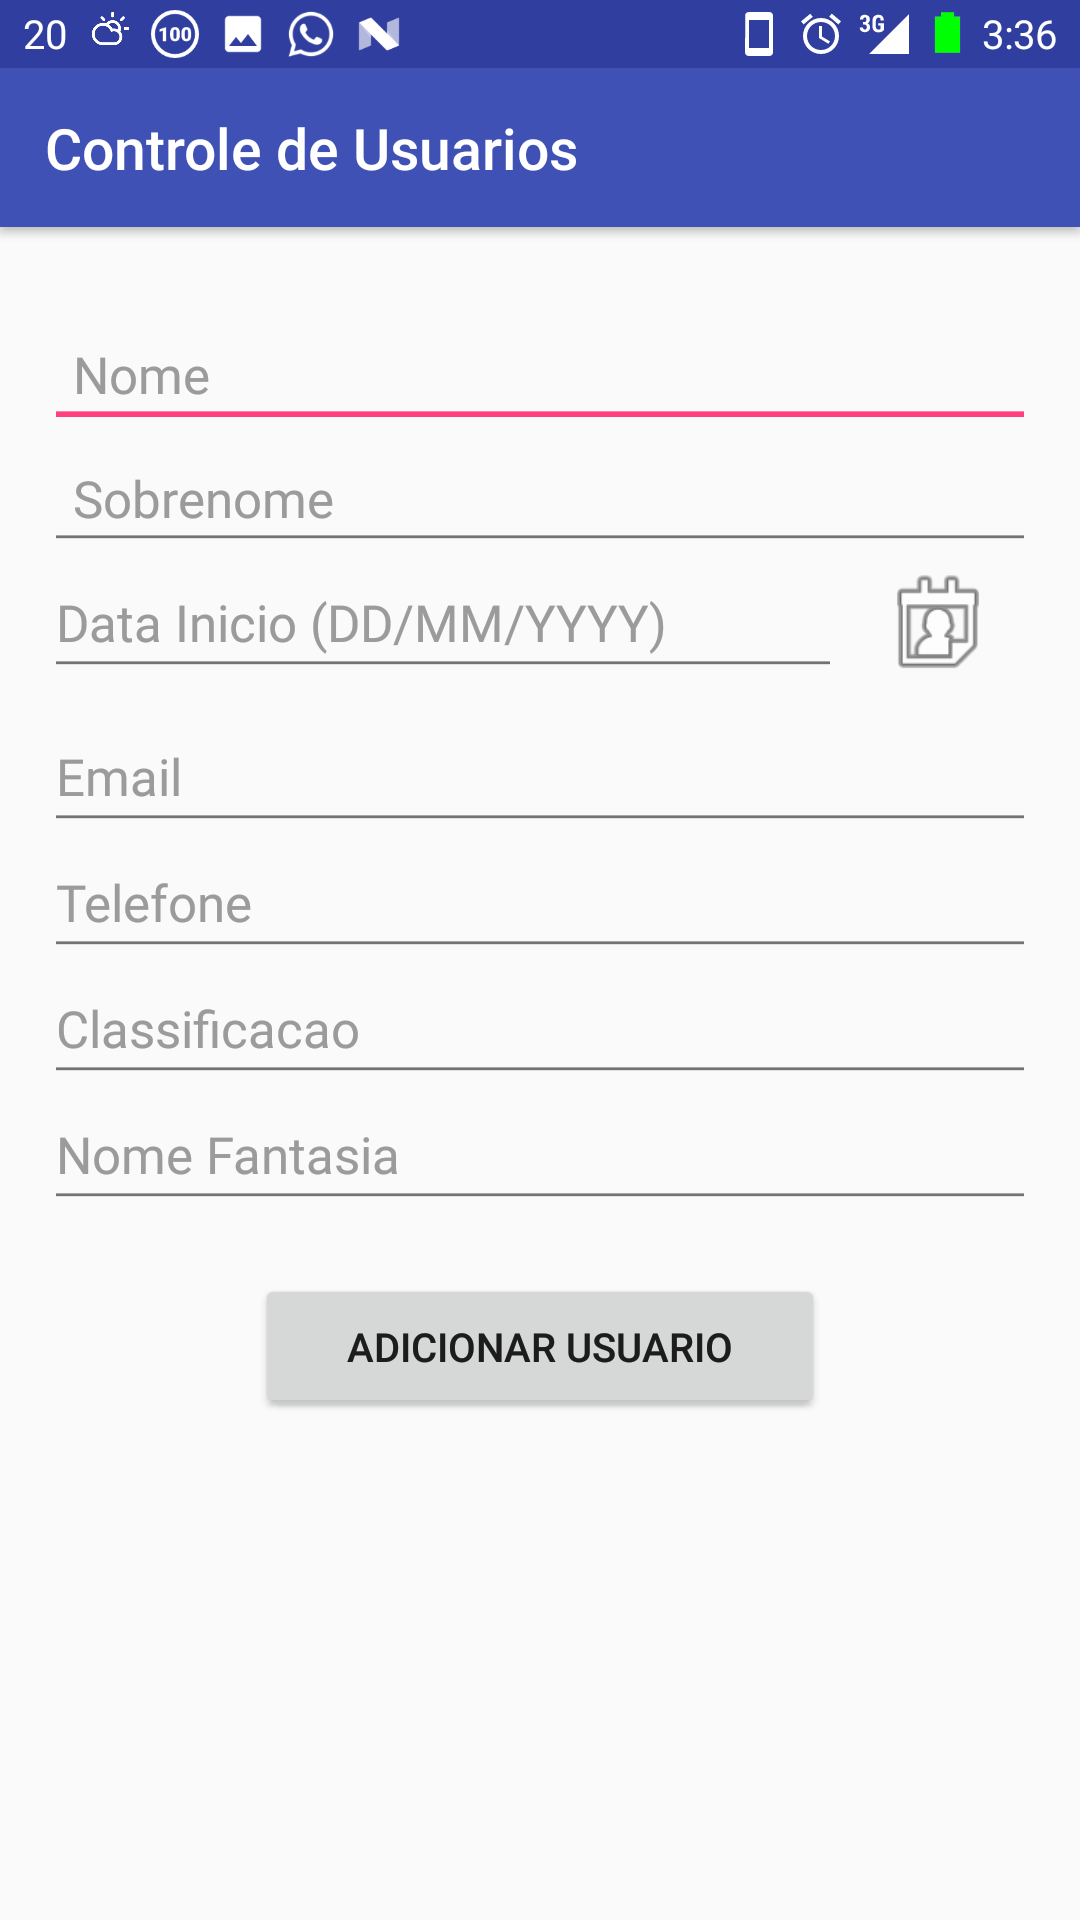 20 100 3G 3:36
Controle de Usuarios
Nome
Sobrenome
Data Inicio (DD/MM/YYYY)
Email
Telefone
Classificacao
Nome Fantasia
ADICIONAR USUARIO